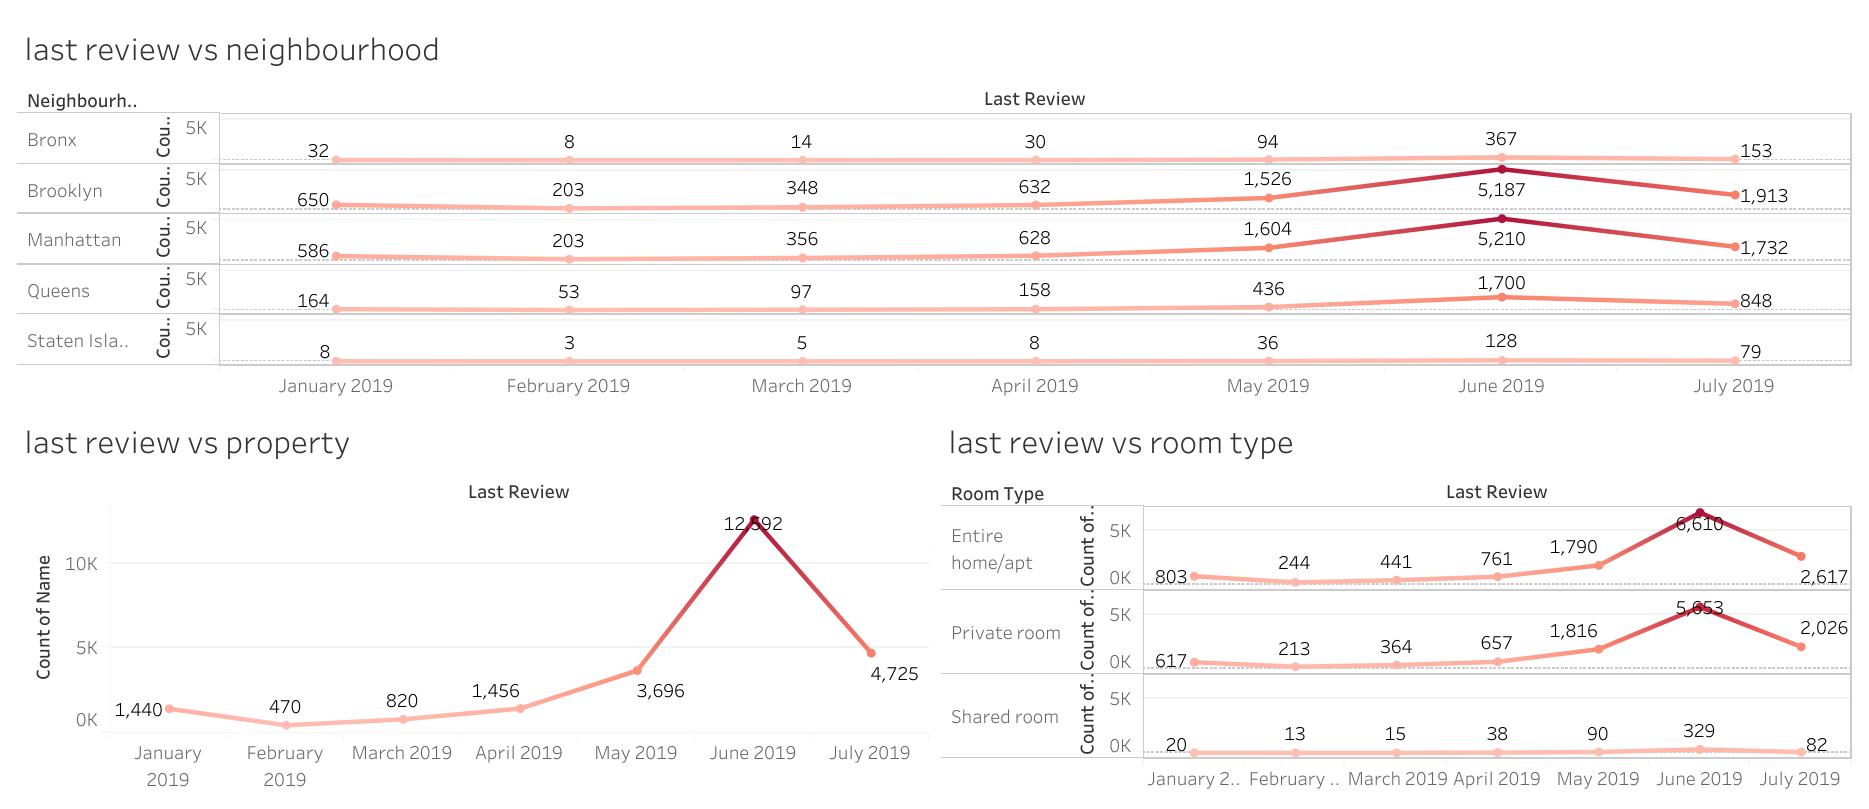 last review vs neighbourhood
Neighbourh..
Last Review
Bronx Cou.. 5K 32 8 14 30 94 367 153
Brooklyn Cou.. 5K 650 203 348 632 1,526 5,187 1,913
Manhattan Cou.. 5K 586 203 356 628 1,604 5,210 1,732
Queens Cou.. 5K 164 53 97 158 436 1,700 848
Staten Isla.. Cou.. 5K 8 3 5 8 36 128 79
January 2019 February 2019 March 2019 April 2019 May 2019 June 2019 July 2019
last review vs property
Last Review
Count of Name
10K
5K
0K
1,440 470 820 1,456 3,696 12,592 4,725
January 2019 February 2019 March 2019 April 2019 May 2019 June 2019 July 2019
last review vs room type
Room Type
Last Review
Entire home/apt Count of.. 5K 0K 803 244 441 761 1,790 6,610 2,617
Private room Count of.. 5K 0K 617 213 364 657 1,816 5,653 2,026
Shared room Count of.. 5K 0K 20 13 15 38 90 329 82
January 2.. February .. March 2019 April 2019 May 2019 June 2019 July 2019